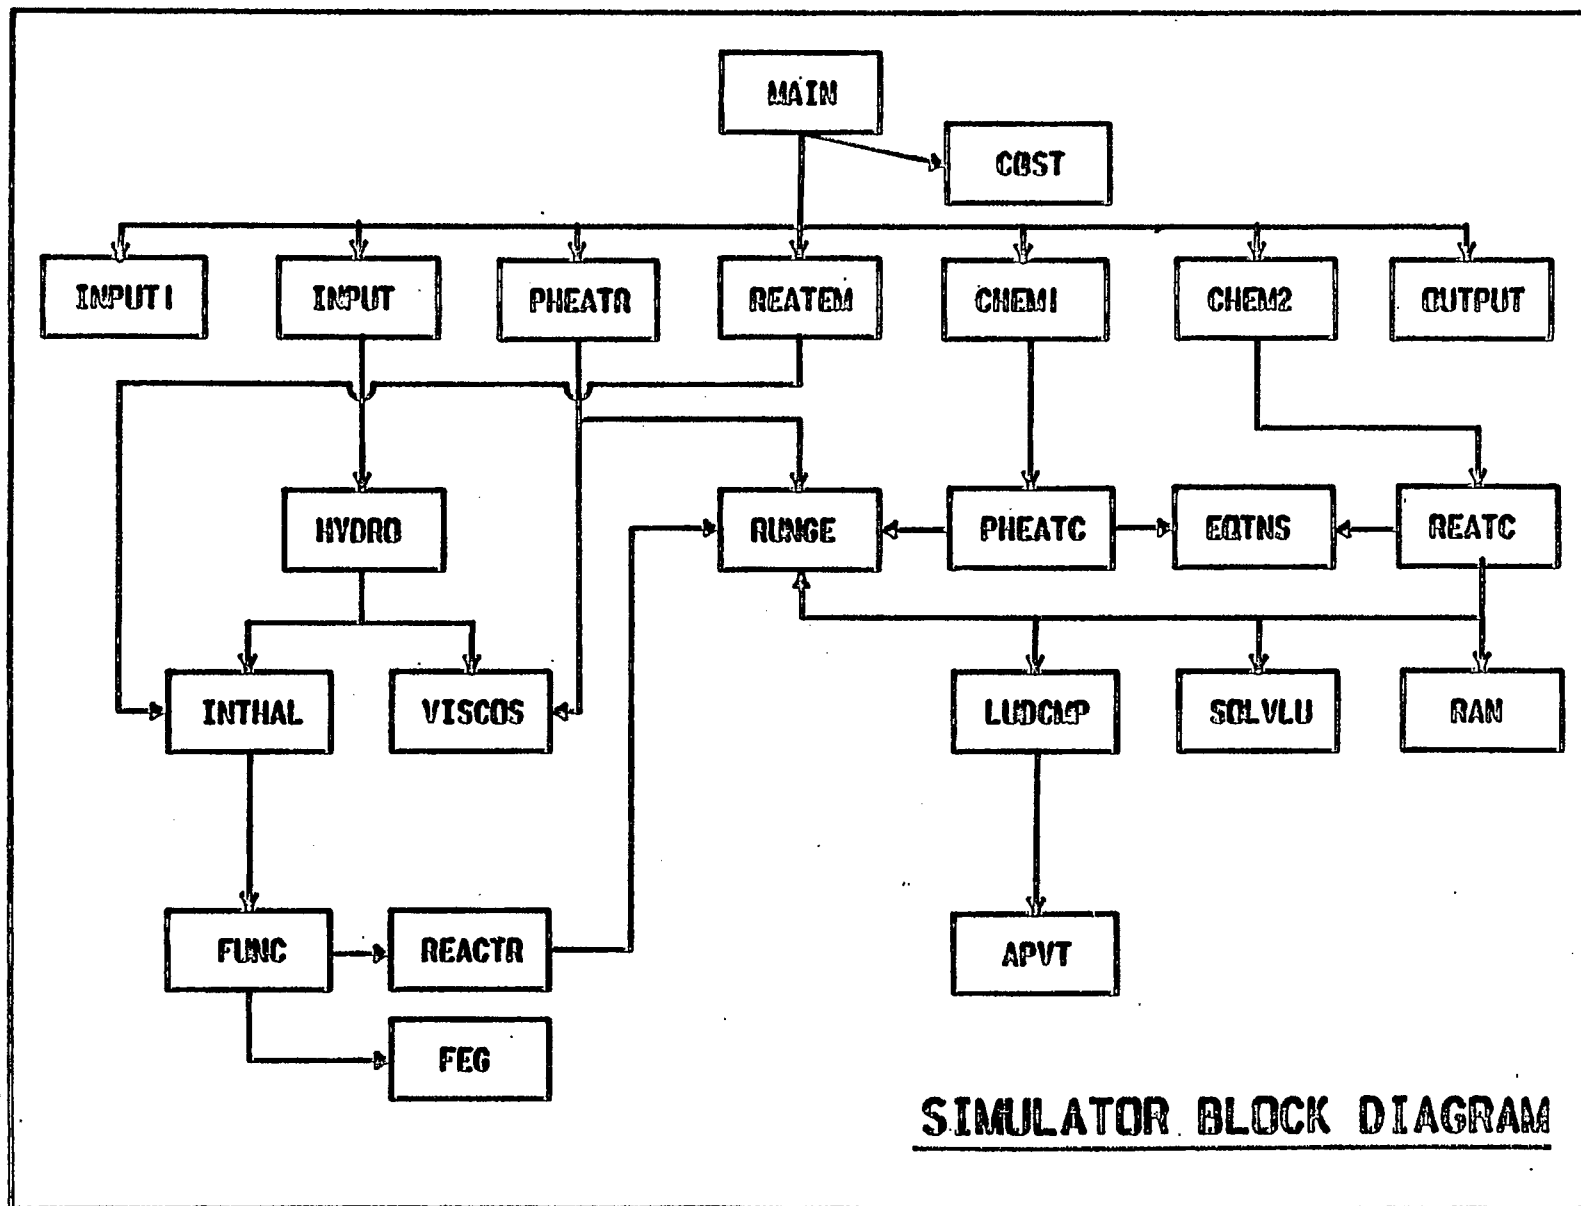 MAIN
COST
INPUT1
INPUT
PHEATR
REATEM
CHEM1
CHEM2
OUTPUT
HYDRO
RUNGE
PHEATC
EQTNS
REATC
INTHAL
VISCOS
LUDCMP
SOLVLU
RAN
FUNC
REACTR
APVT
FEG
SIMULATOR BLOCK DIAGRAM